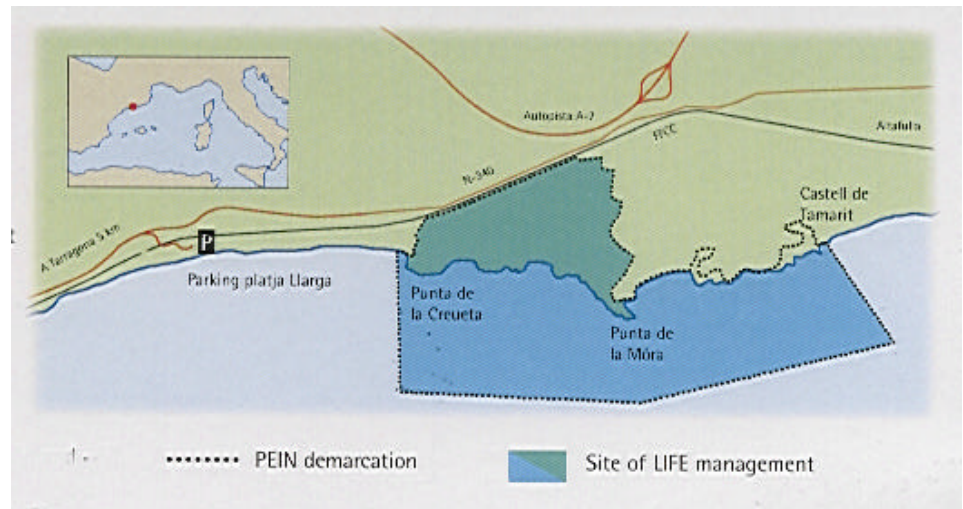 Autopista A-7
Altafulla
FFCC
N-340
Castell de
Tamarit
A Tarragona 5 km
P
Parking platja Llarga
Punta de
la Creueta
Punta de
la Móra
PEIN demarcation
Site of LIFE management